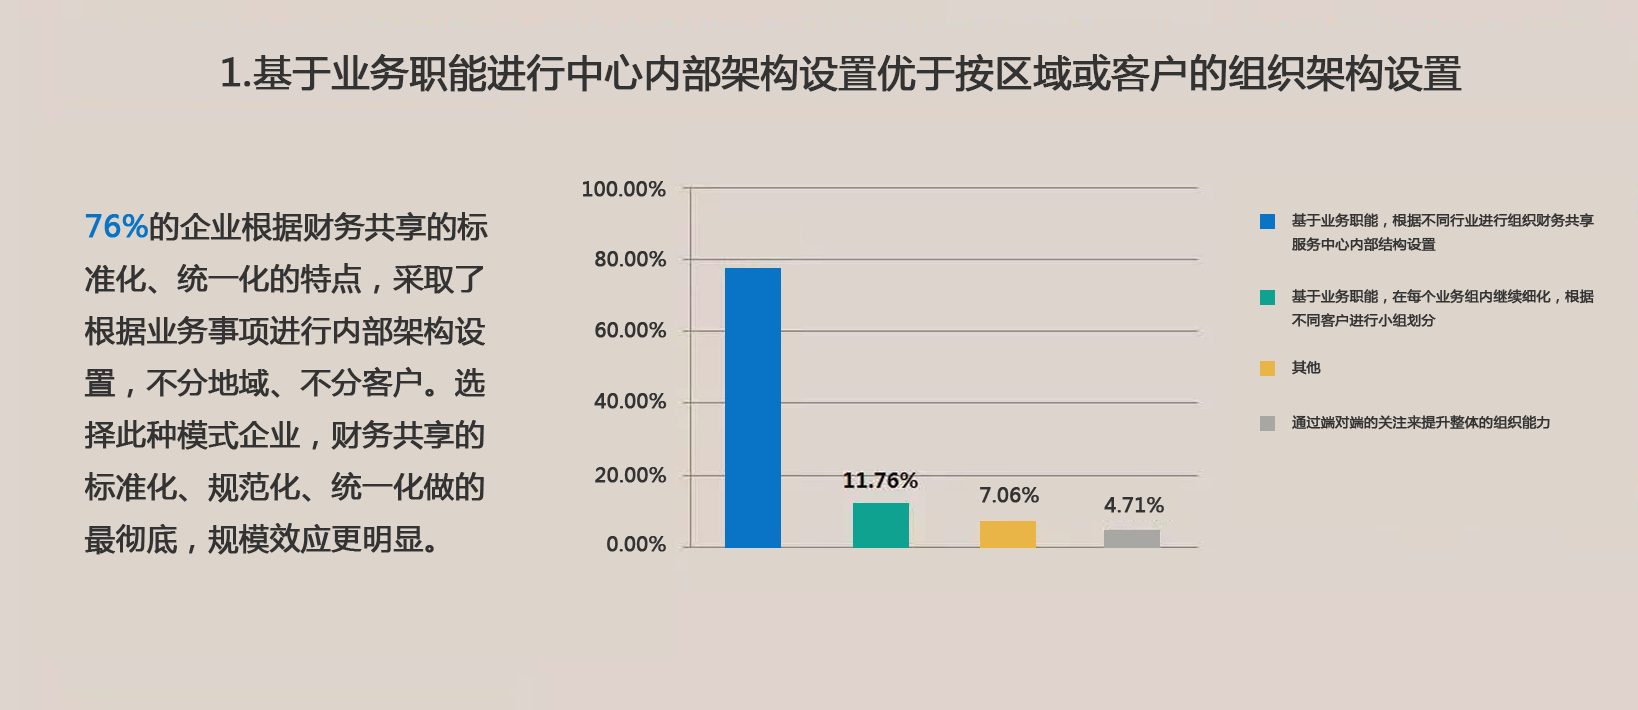 1.基于业务职能进行中心内部架构设置优于按区域或客户的组织架构设置
76%的企业根据财务共享的标
准化、统一化的特点，采取了
根据业务事项进行内部架构设
置，不分地域、不分客户。选
择此种模式企业，财务共享的
标准化、规范化、统一化做的
最彻底，规模效应更明显。
100.00%
80.00%
60.00%
40.00%
20.00%
0.00%
11.76%
7.06%
4.71%
基于业务职能，根据不同行业进行组织财务共享
服务中心内部结构设置
基于业务职能，在每个业务组内继续细化，根据
不同客户进行小组划分
其他
通过端对端的关注来提升整体的组织能力